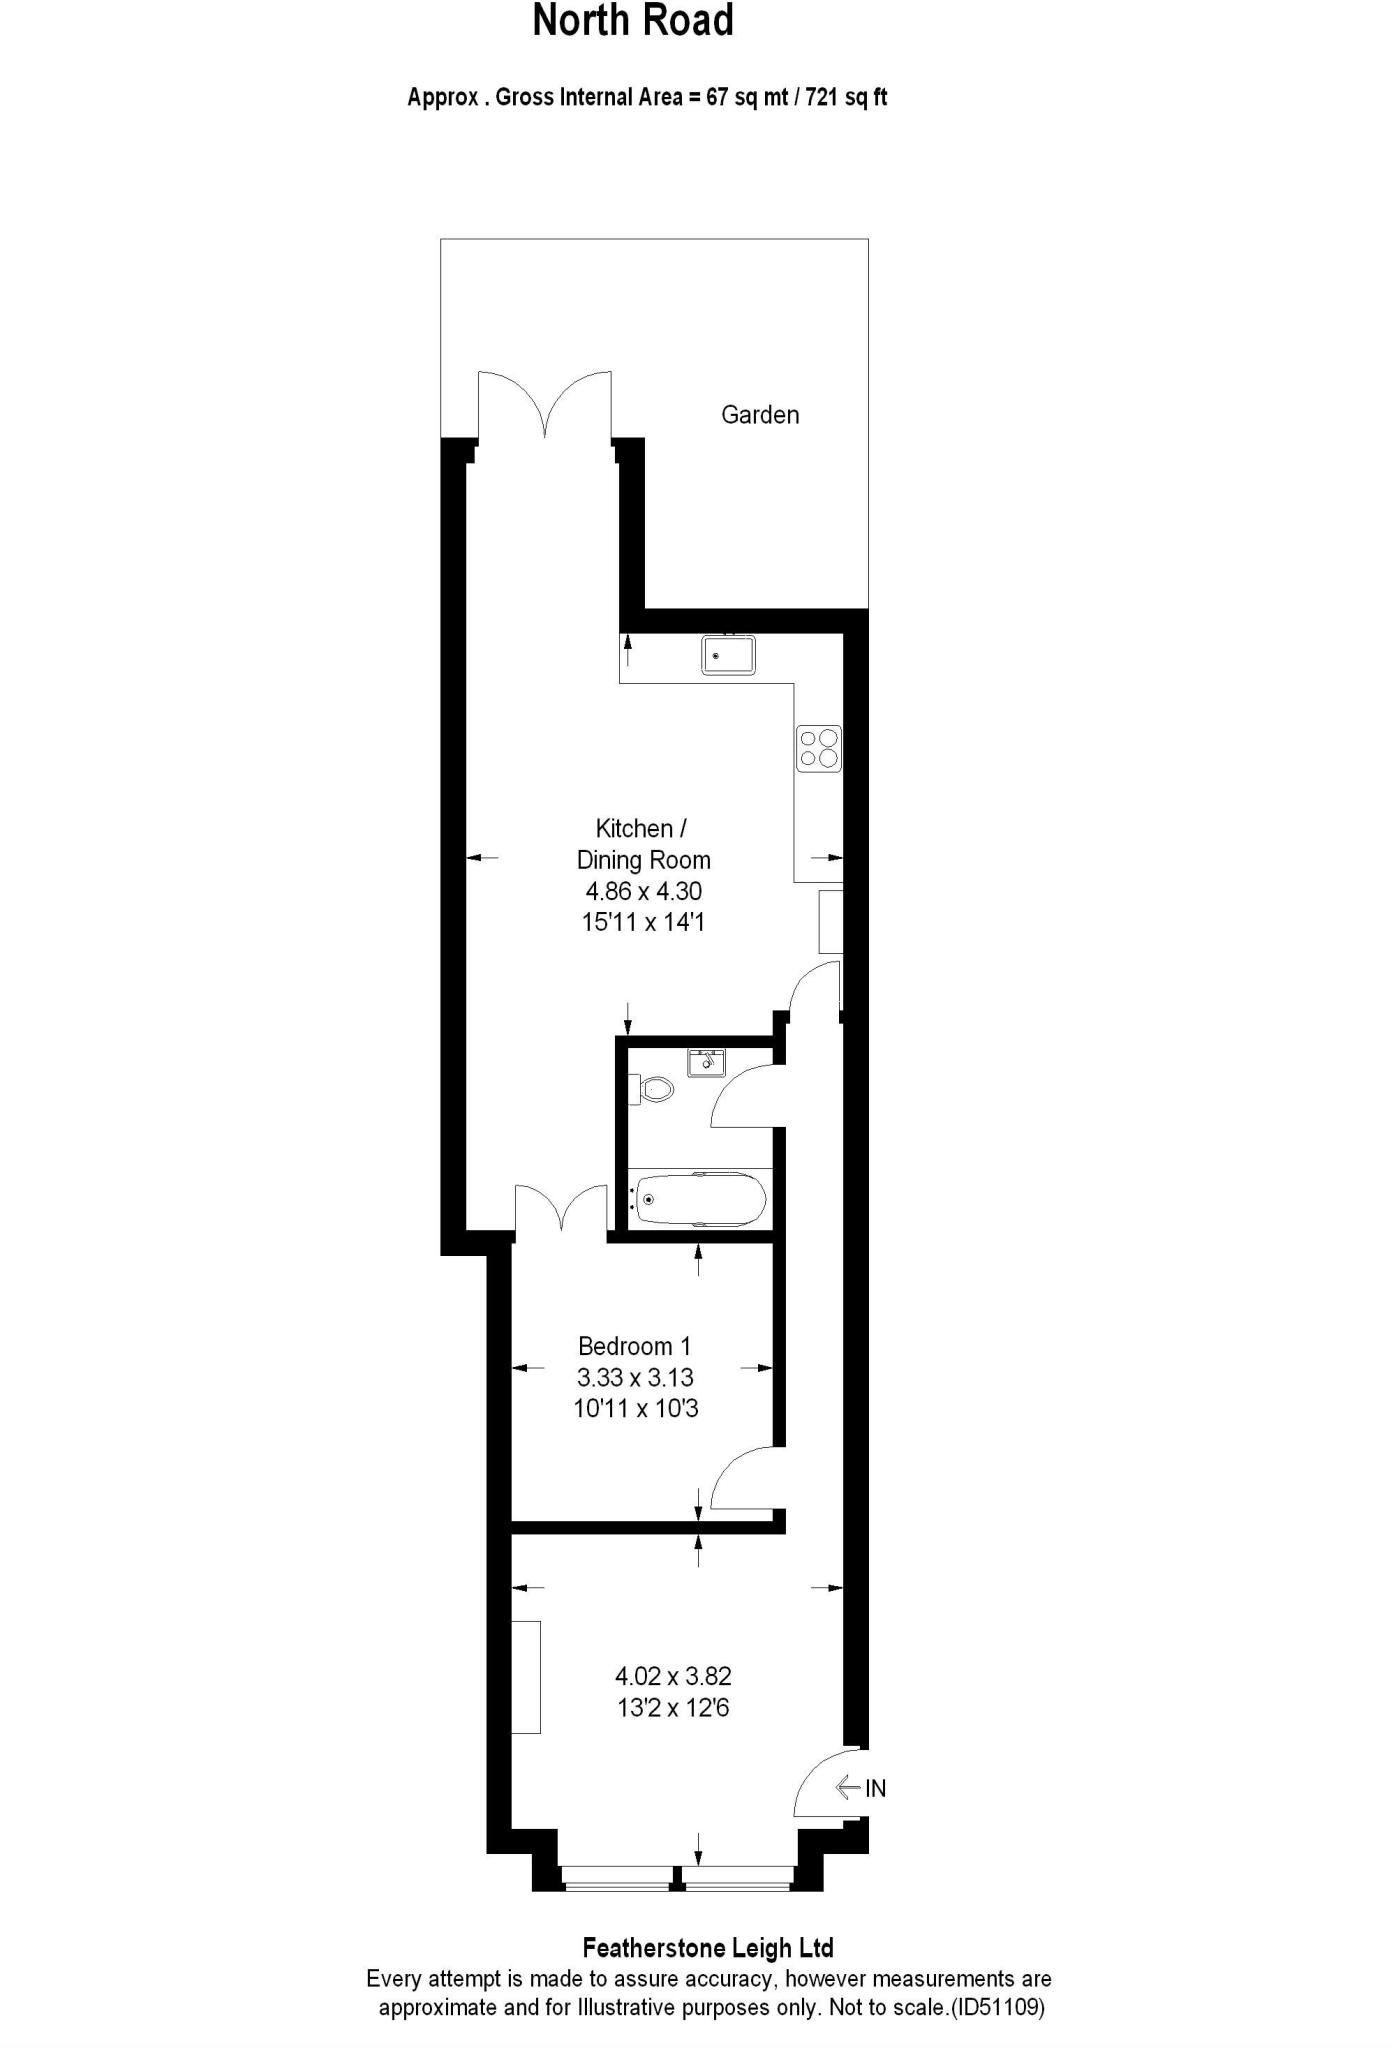 North Road
Approx . Gross Internal Area = 67 sq mt / 721 sq ft
Garden
Kitchen /
Dining Room
4.86 x 4.30
15'11 x 14'1
Bedroom 1
3.33 x 3.13
10'11 x 10'3
4.02 x 3.82
13'2 x 12'6
IN
Featherstone Leigh Ltd
Every attempt is made to assure accuracy, however measurements are
approximate and for Illustrative purposes only. Not to scale.(ID51109)